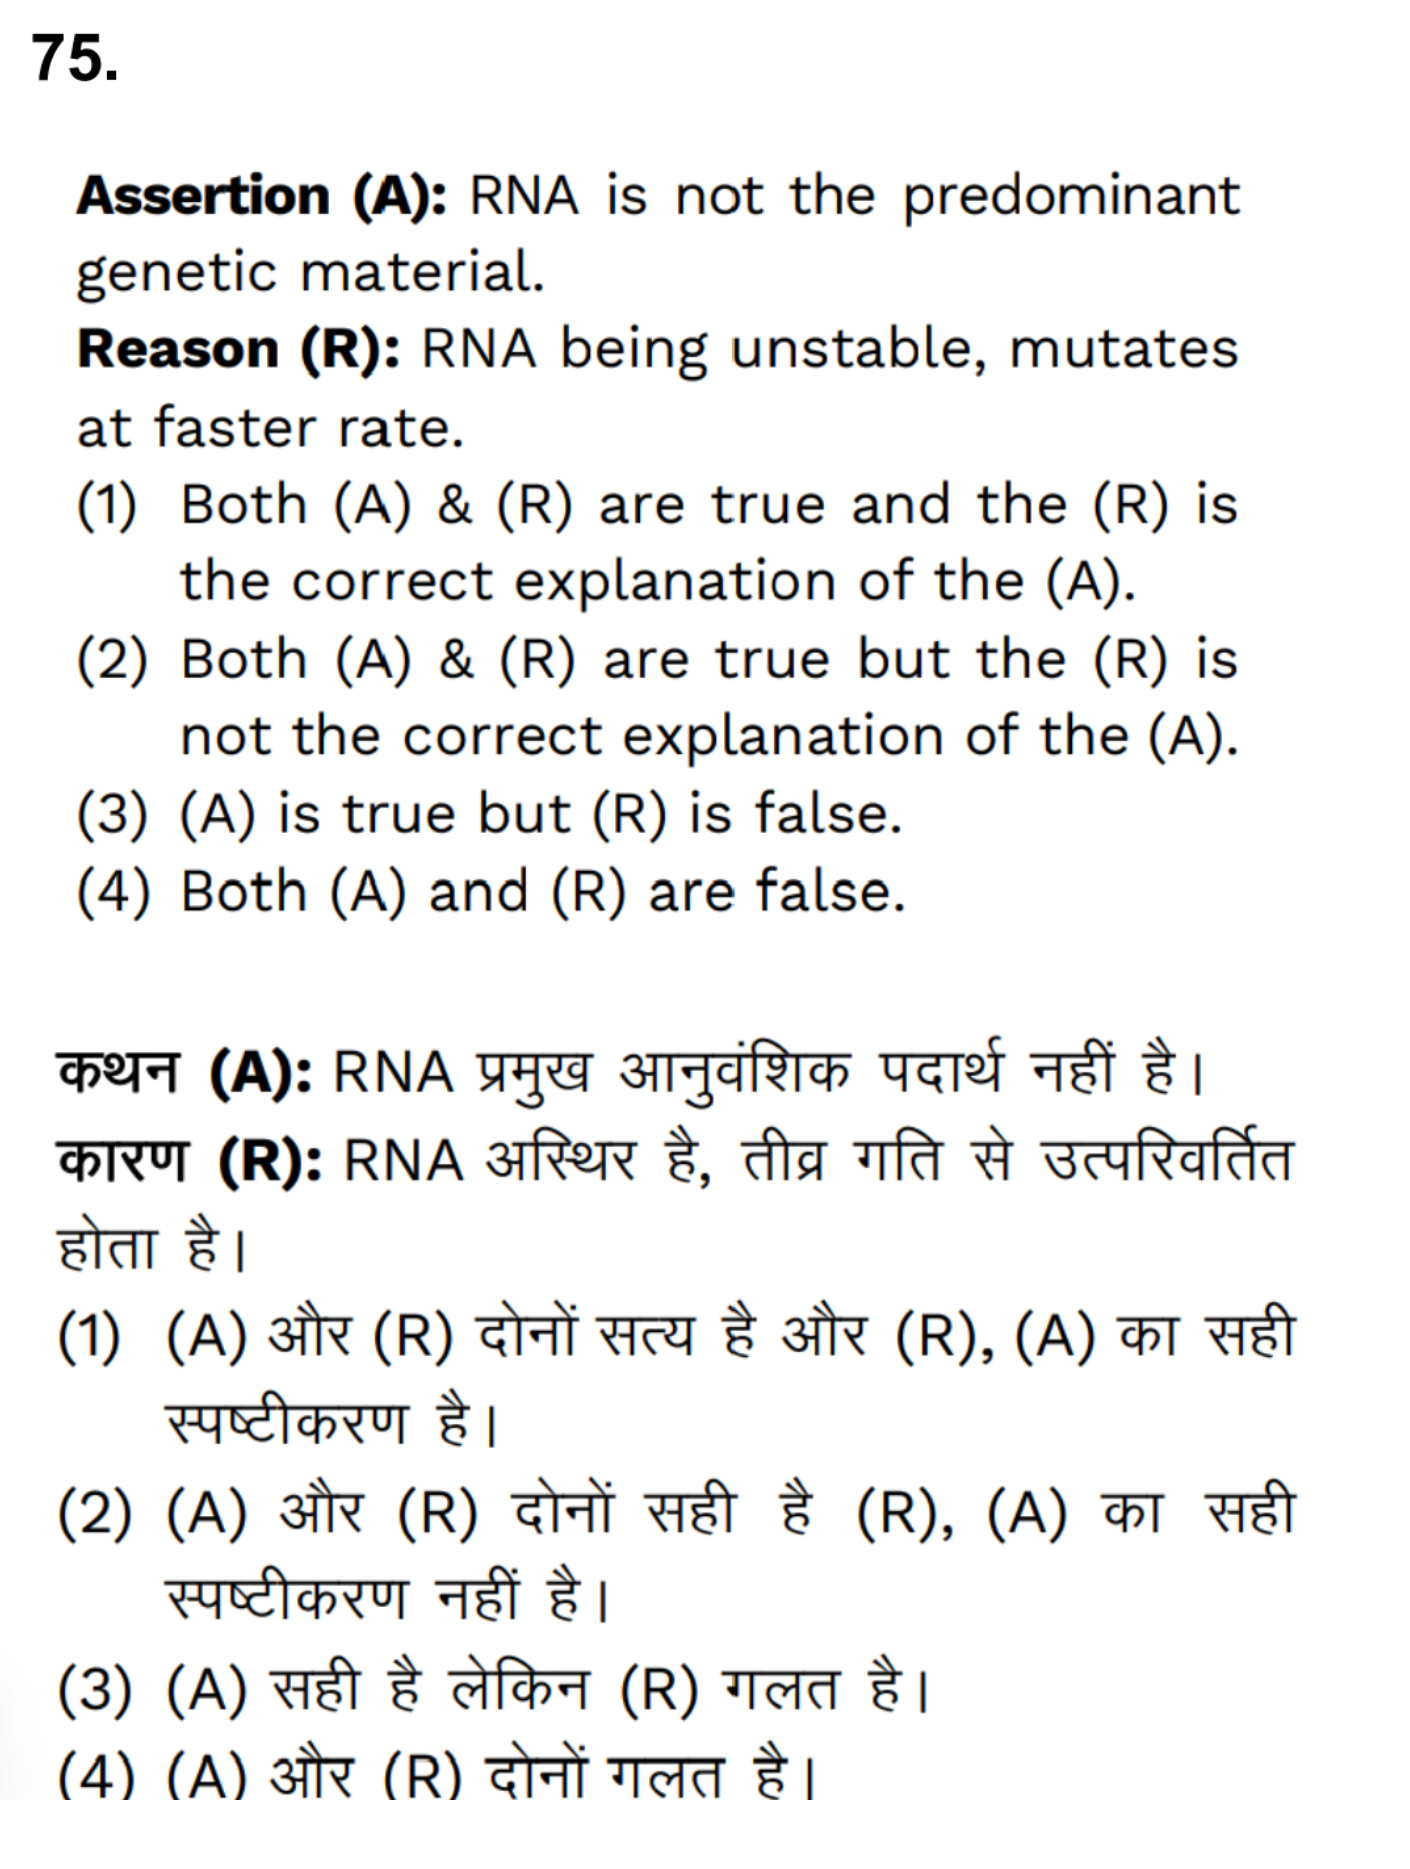 75.
Assertion (A): RNA is not the predominant
genetic material.
Reason (R): RNA being unstable, mutates
at faster rate.
(1) Both (A) & (R) are true and the (R) is
the correct explanation of the (A).
(2) Both (A) & (R) are true but the (R) is
not the correct explanation of the (A).
(3) (A) is true but (R) is false.
(4) Both (A) and (R) are false.
कथन (A): RNA प्रमुख आनुवंशिक पदार्थ नहीं है।
कारण (R): RNA अस्थिर है, तीव्र गति से उत्परिवर्तित
होता है।
(1) (A) और (R) दोनों सत्य है और (R), (A) का सही
स्पष्टीकरण है।
(2) (A) और (R) दोनों सही है (R), (A) का सही
स्पष्टीकरण नहीं है।
(3) (A) सही है लेकिन (R) गलत है।
(4) (A) और (R) दोनों गलत है।